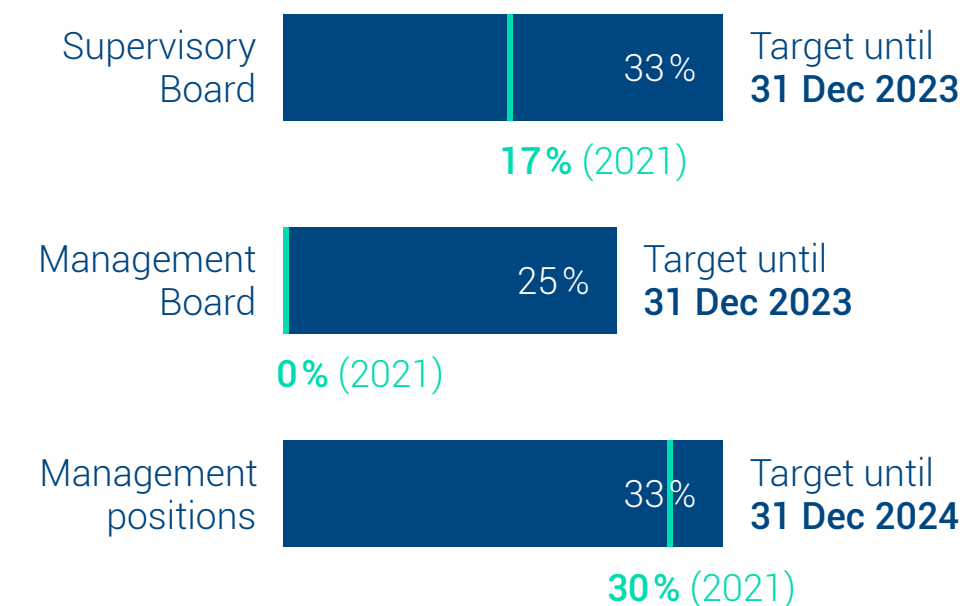 Supervisory
Board
33 %
Target until
31 Dec 2023
17 % (2021)
Management
Board
25 %
Target until
31 Dec 2023
0 % (2021)
Management
positions
33 %
Target until
31 Dec 2024
30 % (2021)